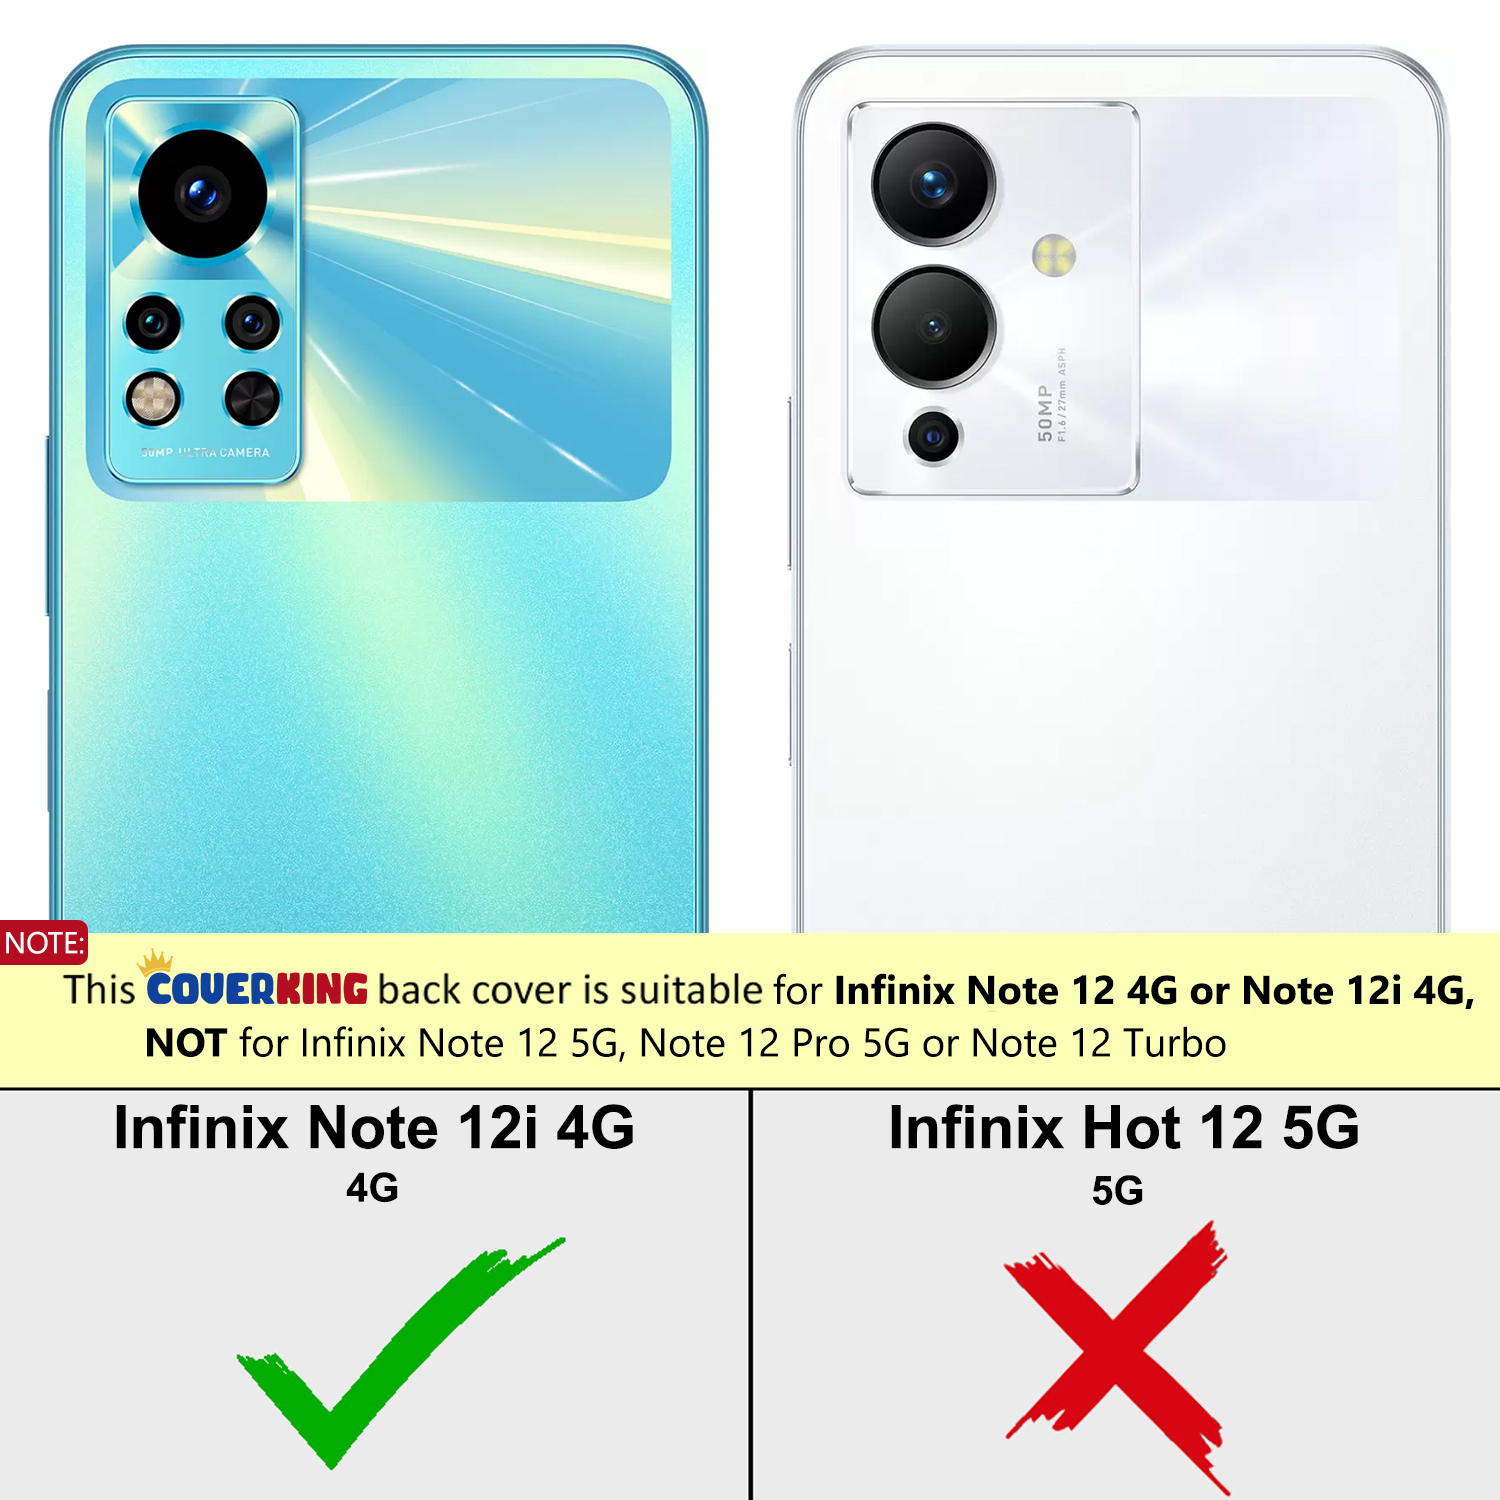 50MP ULTRA CAMERA
50MP
F1.6 / 27mm ASPH
NOTE:
This COVERKING back cover is suitable for Infinix Note 12 4G or Note 12i 4G,
NOT for Infinix Note 12 5G, Note 12 Pro 5G or Note 12 Turbo
Infinix Note 12i 4G
4G
Infinix Hot 12 5G
5G